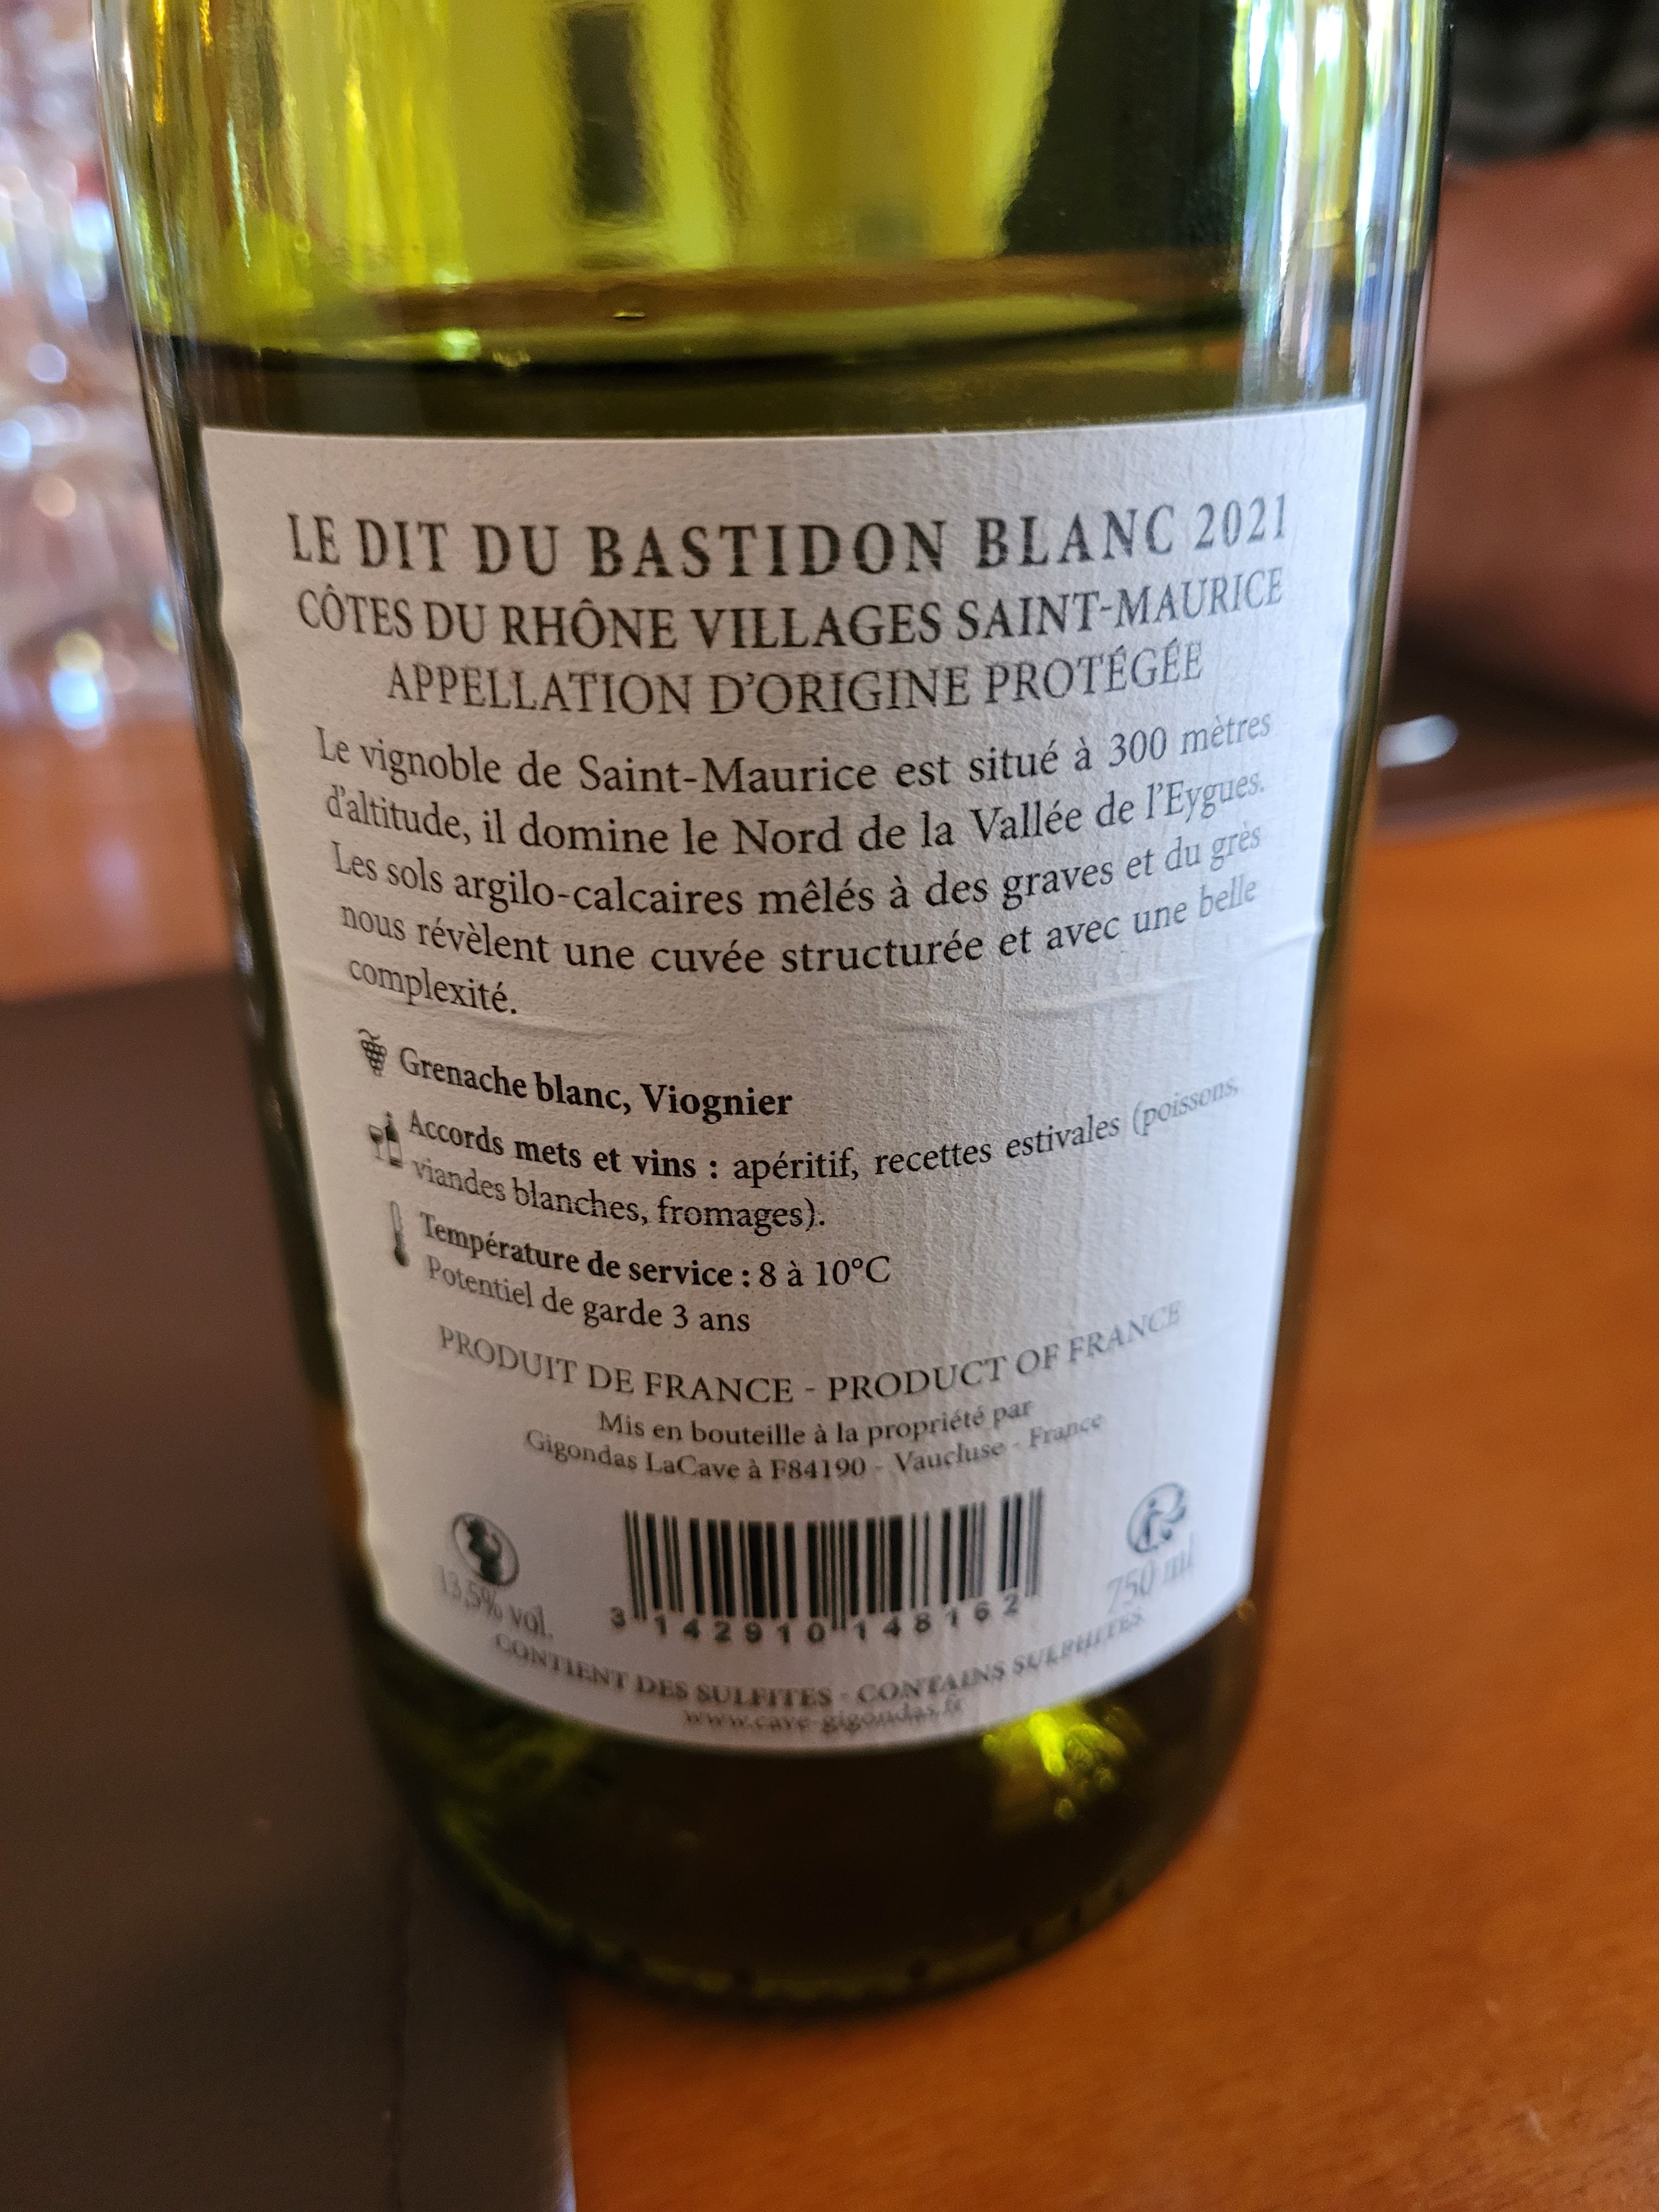 LE DIT DU BASTIDON BLANC 2021
CÔTES DU RHÔNE VILLAGES SAINT-MAURICE
APPELLATION D'ORIGINE PROTÉGÉE
Le vignoble de Saint-Maurice est situé à 300 mètres
d'altitude, il domine le Nord de la Vallée de l'Eygues.
Les sols argilo-calcaires mêlés à des graves et du grès
nous révèlent une cuvée structurée et avec une belle
complexité.
Grenache blanc, Viognier
Accords mets et vins : apéritif, recettes estivales (poissons,
viandes blanches, fromages).
Température de service : 8 à 10°C
Potentiel de garde 3 ans
PRODUIT DE FRANCE - PRODUCT OF FRANCE
Mis en bouteille à la propriété par
Gigondas LaCave à F84190 - Vaucluse - France
13,5% vol.
3 142910 148162
750 ml
CONTIENT DES SULFITES - CONTAINS SULPHITES
www.cave-gigondas.fr